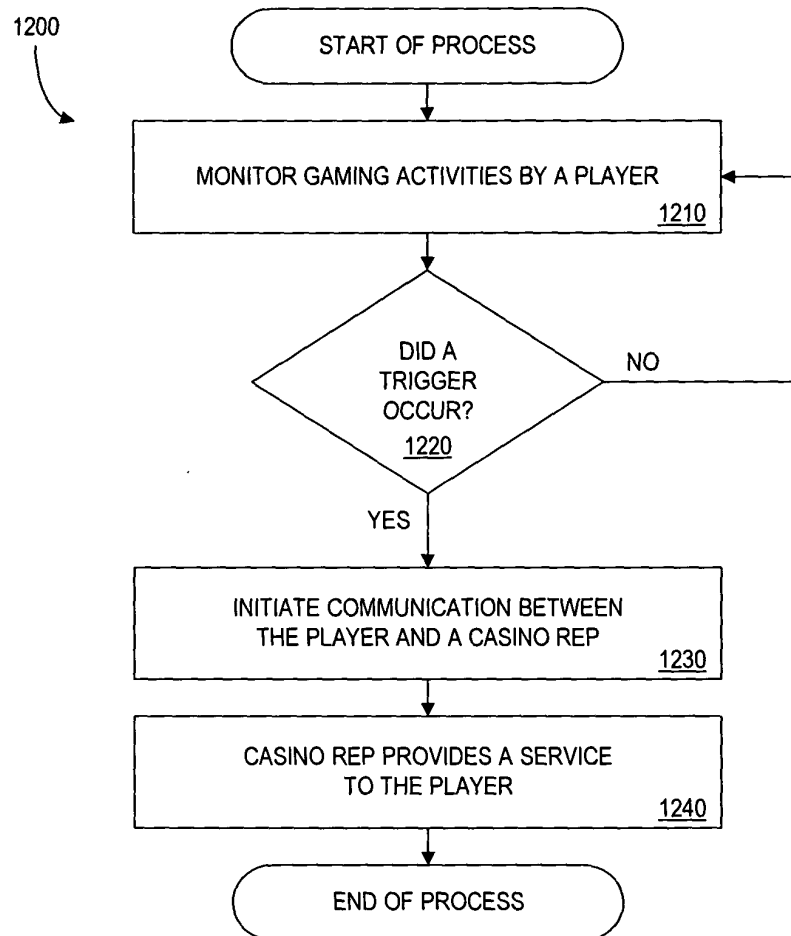 1200
START OF PROCESS
MONITOR GAMING ACTIVITIES BY A PLAYER
1210
DID A
TRIGGER
OCCUR?
1220
NO
YES
INITIATE COMMUNICATION BETWEEN
THE PLAYER AND A CASINO REP
1230
CASINO REP PROVIDES A SERVICE
TO THE PLAYER
1240
END OF PROCESS